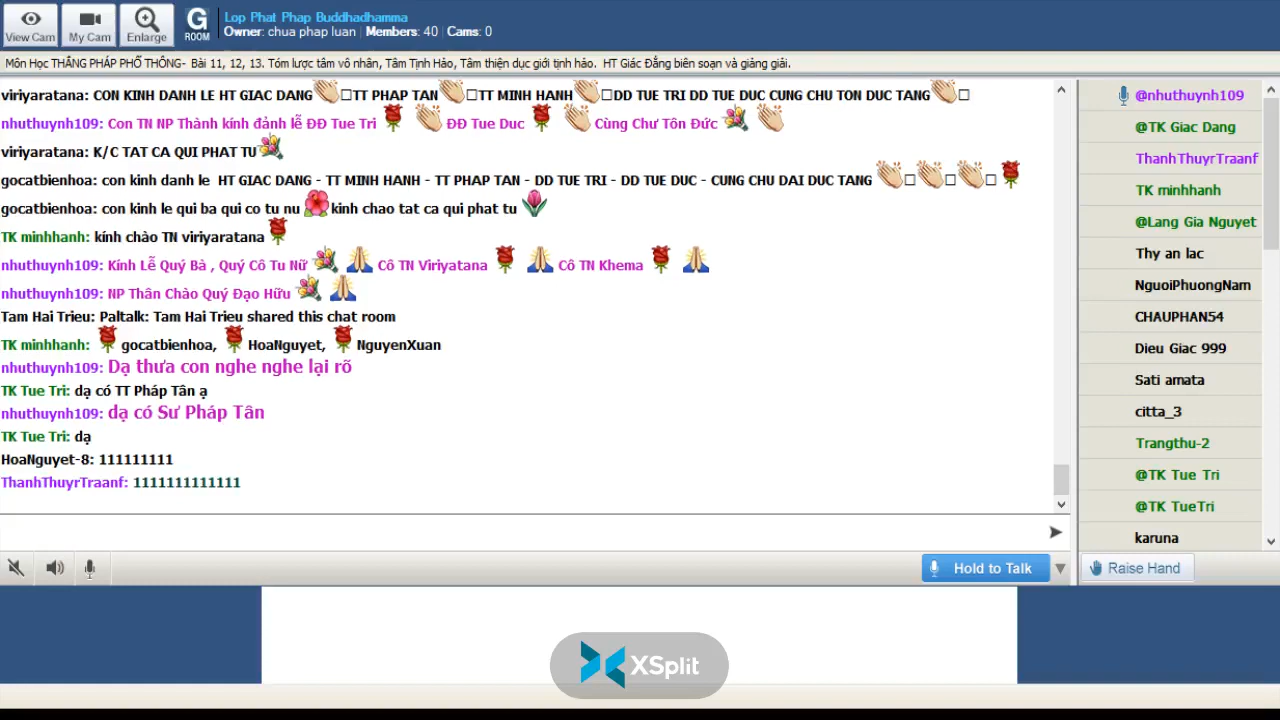 Lop Phat Phap Buddhadhamma
Owner: chua phap luan | Members: 40 | Cams: 0
View Cam
My Cam
Enlarge
G
ROOM
Môn Học THẮNG PHÁP PHỔ THÔNG- Bài 11, 12, 13. Tóm lược tâm vô nhân, Tâm Tịnh Hảo, Tâm thiện dục giới tịnh hảo. HT Giác Đẳng biên soạn và giảng giải.
viriyaratana: CON KINH DANH LE HT GIAC DANG👏□TT PHAP TAN👏□TT MINH HANH👏□DD TUE TRI DD TUE DUC CUNG CHU TON DUC TANG👏□
nhuthuynh109: Con TN NP Thành kính đảnh lễ ĐĐ Tue Tri 🌹 👏 ĐĐ Tue Duc 🌹 👏 Cùng Chư Tôn Đức 💐 👏
viriyaratana: K/C TAT CA QUI PHAT TU💐
gocatbienhoa: con kinh danh le HT GIAC DANG - TT MINH HANH - TT PHAP TAN - DD TUE TRI - DD TUE DUC - CUNG CHU DAI DUC TANG 👏□👏□👏□🌹
gocatbienhoa: con kinh le qui ba qui co tu nu 🌺kinh chao tat ca qui phat tu 🌷
TK minhhanh: kính chào TN viriyaratana🌹
nhuthuynh109: Kính Lễ Quý Bà , Quý Cô Tu Nữ 💐 🙏 Cô TN Viriyatana 🌹 🙏 Cô TN Khema 🌹 🙏
nhuthuynh109: NP Thân Chào Quý Đạo Hữu 💐 🙏
Tam Hai Trieu: Paltalk: Tam Hai Trieu shared this chat room
TK minhhanh: 🌹gocatbienhoa, 🌹HoaNguyet, 🌹NguyenXuan
nhuthuynh109: Dạ thưa con nghe nghe lại rõ
TK Tue Tri: dạ có TT Pháp Tân ạ
nhuthuynh109: dạ có Sư Pháp Tân
TK Tue Tri: dạ
HoaNguyet-8: 111111111
ThanhThuyrTraanf: 1111111111111
@nhuthuynh109
@TK Giac Dang
ThanhThuyrTraanf
TK minhhanh
@Lang Gia Nguyet
Thy an lac
NguoiPhuongNam
CHAUPHAN54
Dieu Giac 999
Sati amata
citta_3
Trangthu-2
@TK Tue Tri
@TK TueTri
karuna
Hold to Talk
Raise Hand
XSplit